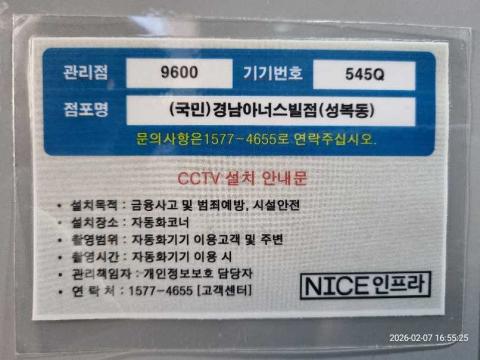 관리점 9600 기기번호 545Q
점포명 (국민)경남아너스빌점(성복동)
문의사항은1577-4655로 연락주십시오.
CCTV 설치 안내문
• 설치목적 : 금융사고 및 범죄예방, 시설안전
• 설치장소 : 자동화코너
• 촬영범위 : 자동화기기 이용고객 및 주변
• 촬영시간 : 자동화기기 이용 시
• 관리책임자 : 개인정보보호 담당자
• 연 락 처 : 1577-4655 [고객센터]
NICE인프라
2026-02-07 16:55:25